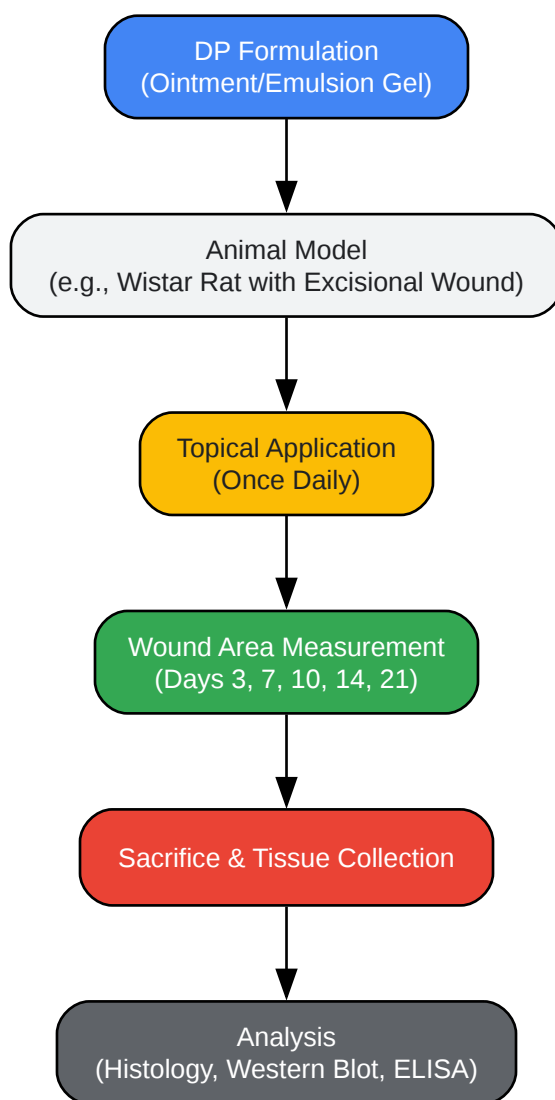 DP Formulation
(Ointment/Emulsion Gel)
Animal Model
(e.g., Wistar Rat with Excisional Wound)
Topical Application
(Once Daily)
Wound Area Measurement
(Days 3, 7, 10, 14, 21)
Sacrifice & Tissue Collection
Analysis
(Histology, Western Blot, ELISA)